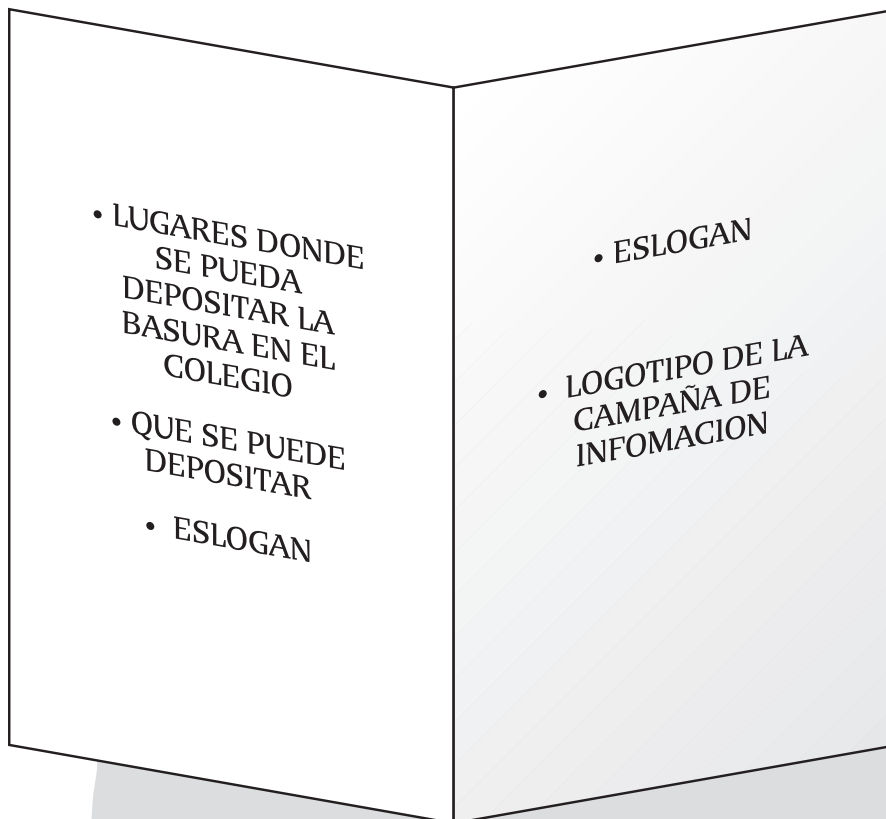 • LUGARES DONDE
SE PUEDA
DEPOSITAR LA
BASURA EN EL
COLEGIO
• QUE SE PUEDE
DEPOSITAR
• ESLOGAN
• ESLOGAN
• LOGOTIPO DE LA
CAMPAÑA DE
INFOMACION